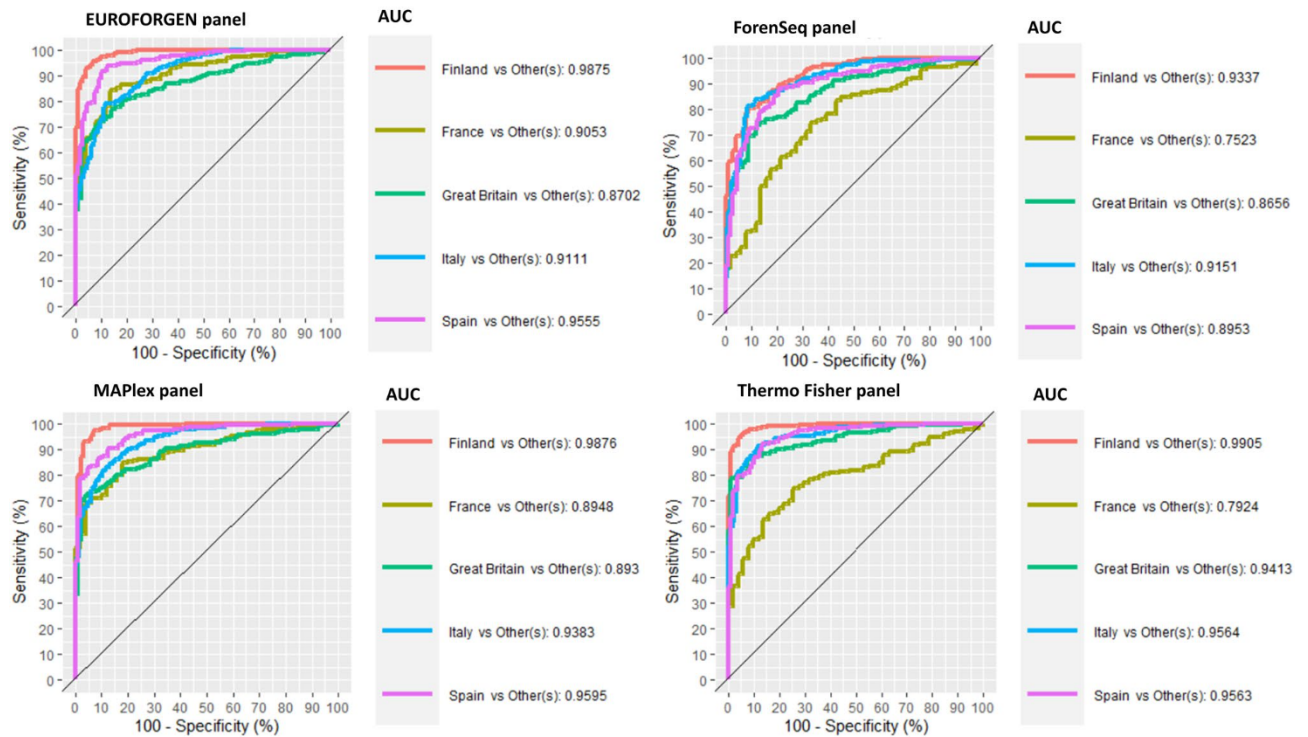 EUROFORGEN panel
AUC
Sensitivity (%)
100
90
80
70
60
50
40
30
20
10
0
0 10 20 30 40 50 60 70 80 90 100
100 - Specificity (%)
Finland vs Other(s): 0.9875
France vs Other(s): 0.9053
Great Britain vs Other(s): 0.8702
Italy vs Other(s): 0.9111
Spain vs Other(s): 0.9555
ForenSeq panel
AUC
Sensitivity (%)
100
90
80
70
60
50
40
30
20
10
0
0 10 20 30 40 50 60 70 80 90 100
100 - Specificity (%)
Finland vs Other(s): 0.9337
France vs Other(s): 0.7523
Great Britain vs Other(s): 0.8656
Italy vs Other(s): 0.9151
Spain vs Other(s): 0.8953
MAPlex panel
AUC
Sensitivity (%)
100
90
80
70
60
50
40
30
20
10
0
0 10 20 30 40 50 60 70 80 90 100
100 - Specificity (%)
Finland vs Other(s): 0.9876
France vs Other(s): 0.8948
Great Britain vs Other(s): 0.893
Italy vs Other(s): 0.9383
Spain vs Other(s): 0.9595
Thermo Fisher panel
AUC
Sensitivity (%)
100
90
80
70
60
50
40
30
20
10
0
0 10 20 30 40 50 60 70 80 90 100
100 - Specificity (%)
Finland vs Other(s): 0.9905
France vs Other(s): 0.7924
Great Britain vs Other(s): 0.9413
Italy vs Other(s): 0.9564
Spain vs Other(s): 0.9563